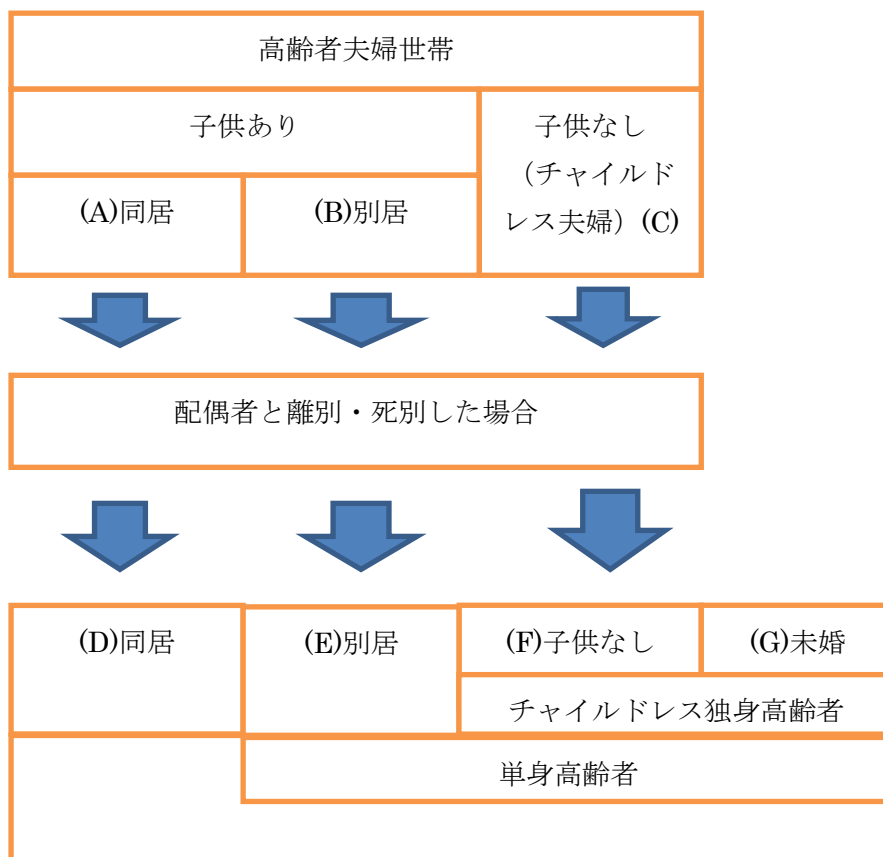 高齢者夫婦世帯
子供あり
子供なし
（チャイルド
レス夫婦）(C)
(A)同居
(B)別居
配偶者と離別・死別した場合
(D)同居
(E)別居
(F)子供なし
(G)未婚
チャイルドレス独身高齢者
単身高齢者